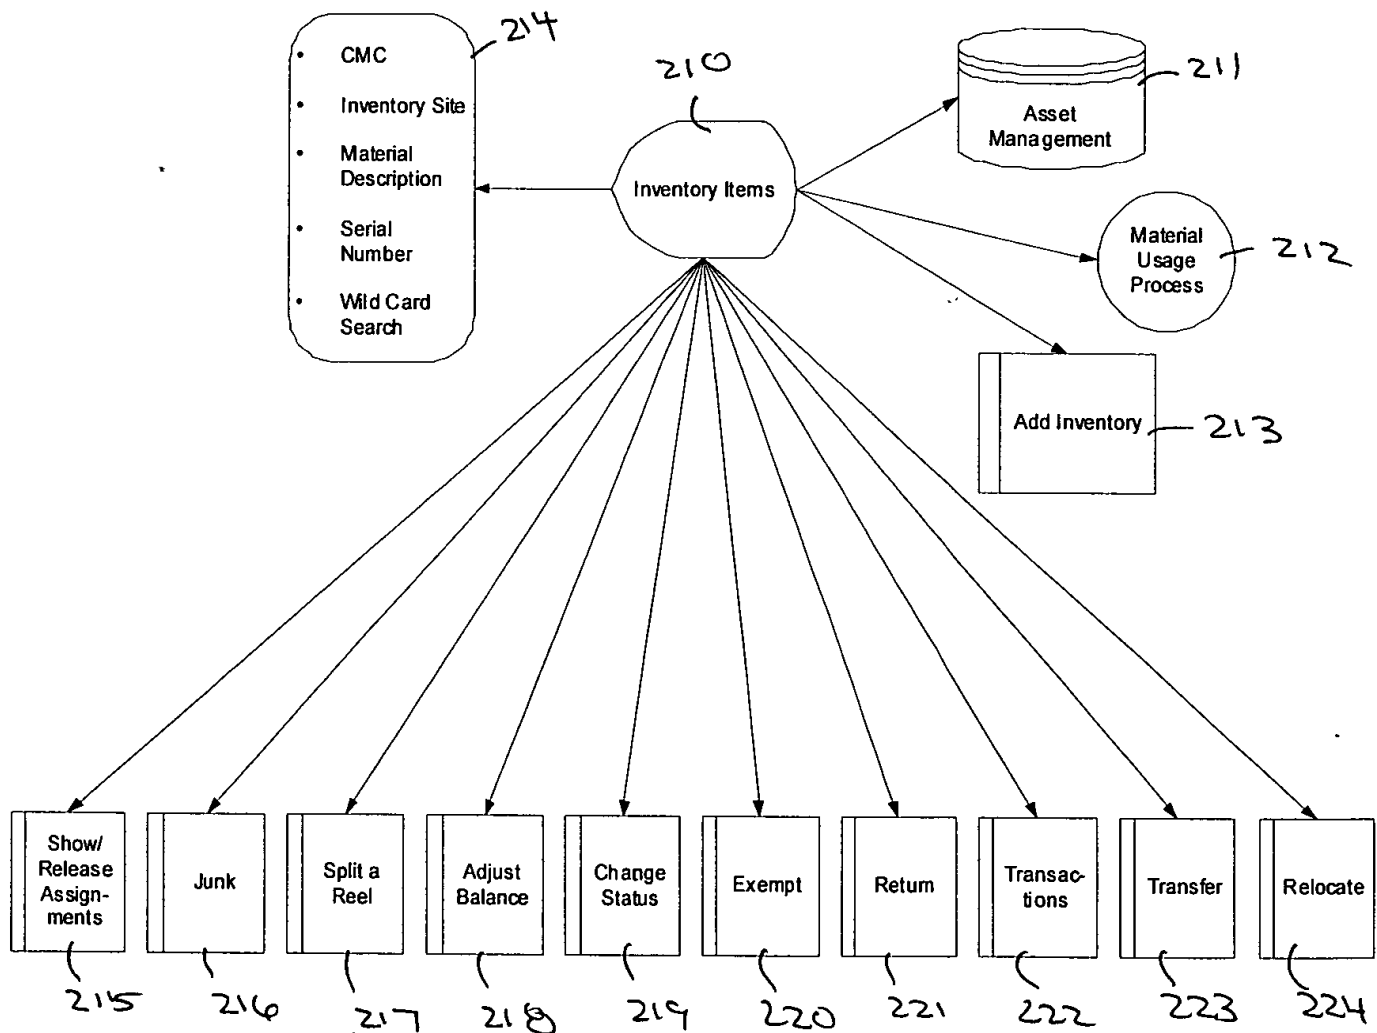 214
• CMC
• Inventory Site
• Material
Description
• Serial
Number
• Wild Card
Search
210
Inventory Items
211
Asset
Management
Material
Usage
Process
212
Add Inventory
213
Show/
Release
Assign-
ments
Junk
Split a
Reel
Adjust
Balance
Change
Status
Exempt
Return
Transac-
tions
Transfer
Relocate
215
216
217
218
219
220
221
222
223
224